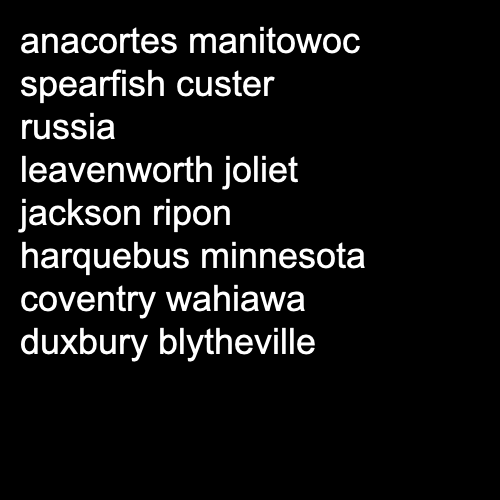 anacortes manitowoc
spearfish custer
russia
leavenworth joliet
jackson ripon
harquebus minnesota
coventry wahiawa
duxbury blytheville